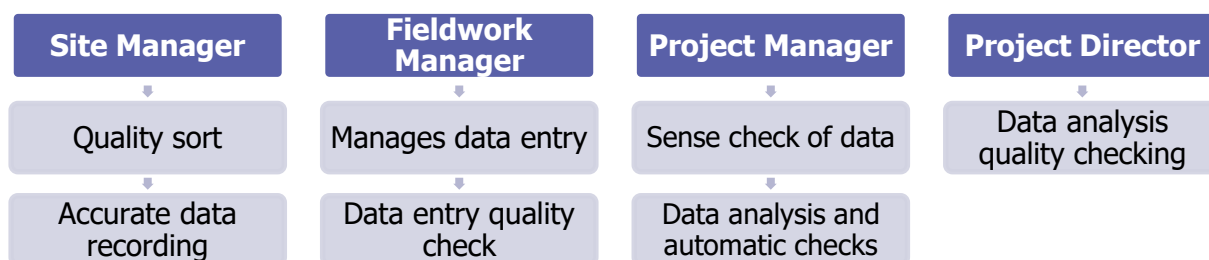 Site Manager
Quality sort
Accurate data
recording
Fieldwork
Manager
Manages data entry
Data entry quality
check
Project Manager
Sense check of data
Data analysis and
automatic checks
Project Director
Data analysis
quality checking